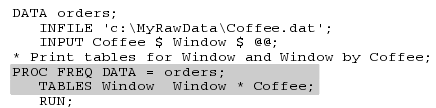 DATA orders;
INFILE 'c:\MyRawData\Coffee.dat';
INPUT Coffee $ Window $ @@;
* Print tables for Window and Window by Coffee;
PROC FREQ DATA = orders;
TABLES Window Window * Coffee;
RUN;